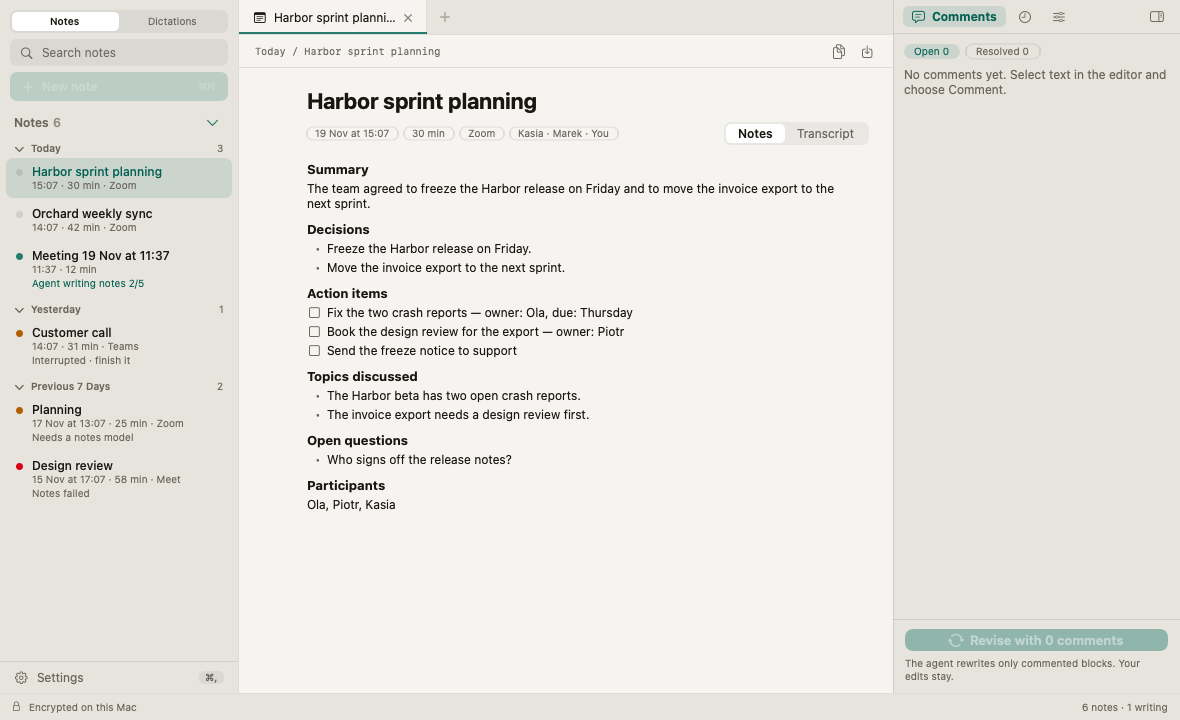 Notes
Dictations
Search notes
New note
⌘N
Notes 6
Today
3
Harbor sprint planning
15:07 · 30 min · Zoom
Orchard weekly sync
14:07 · 42 min · Zoom
Meeting 19 Nov at 11:37
11:37 · 12 min
Agent writing notes 2/5
Yesterday
1
Customer call
14:07 · 31 min · Teams
Interrupted · finish it
Previous 7 Days
2
Planning
17 Nov at 13:07 · 25 min · Zoom
Needs a notes model
Design review
15 Nov at 17:07 · 58 min · Meet
Notes failed
Settings
⌘,
Encrypted on this Mac
Harbor sprint planni...
Today / Harbor sprint planning
Harbor sprint planning
19 Nov at 15:07
30 min
Zoom
Kasia · Marek · You
Notes
Transcript
Summary
The team agreed to freeze the Harbor release on Friday and to move the invoice export to the
next sprint.
Decisions
• Freeze the Harbor release on Friday.
• Move the invoice export to the next sprint.
Action items
Fix the two crash reports — owner: Ola, due: Thursday
Book the design review for the export — owner: Piotr
Send the freeze notice to support
Topics discussed
• The Harbor beta has two open crash reports.
• The invoice export needs a design review first.
Open questions
• Who signs off the release notes?
Participants
Ola, Piotr, Kasia
Comments
Open 0
Resolved 0
No comments yet. Select text in the editor and
choose Comment.
Revise with 0 comments
The agent rewrites only commented blocks. Your
edits stay.
6 notes · 1 writing